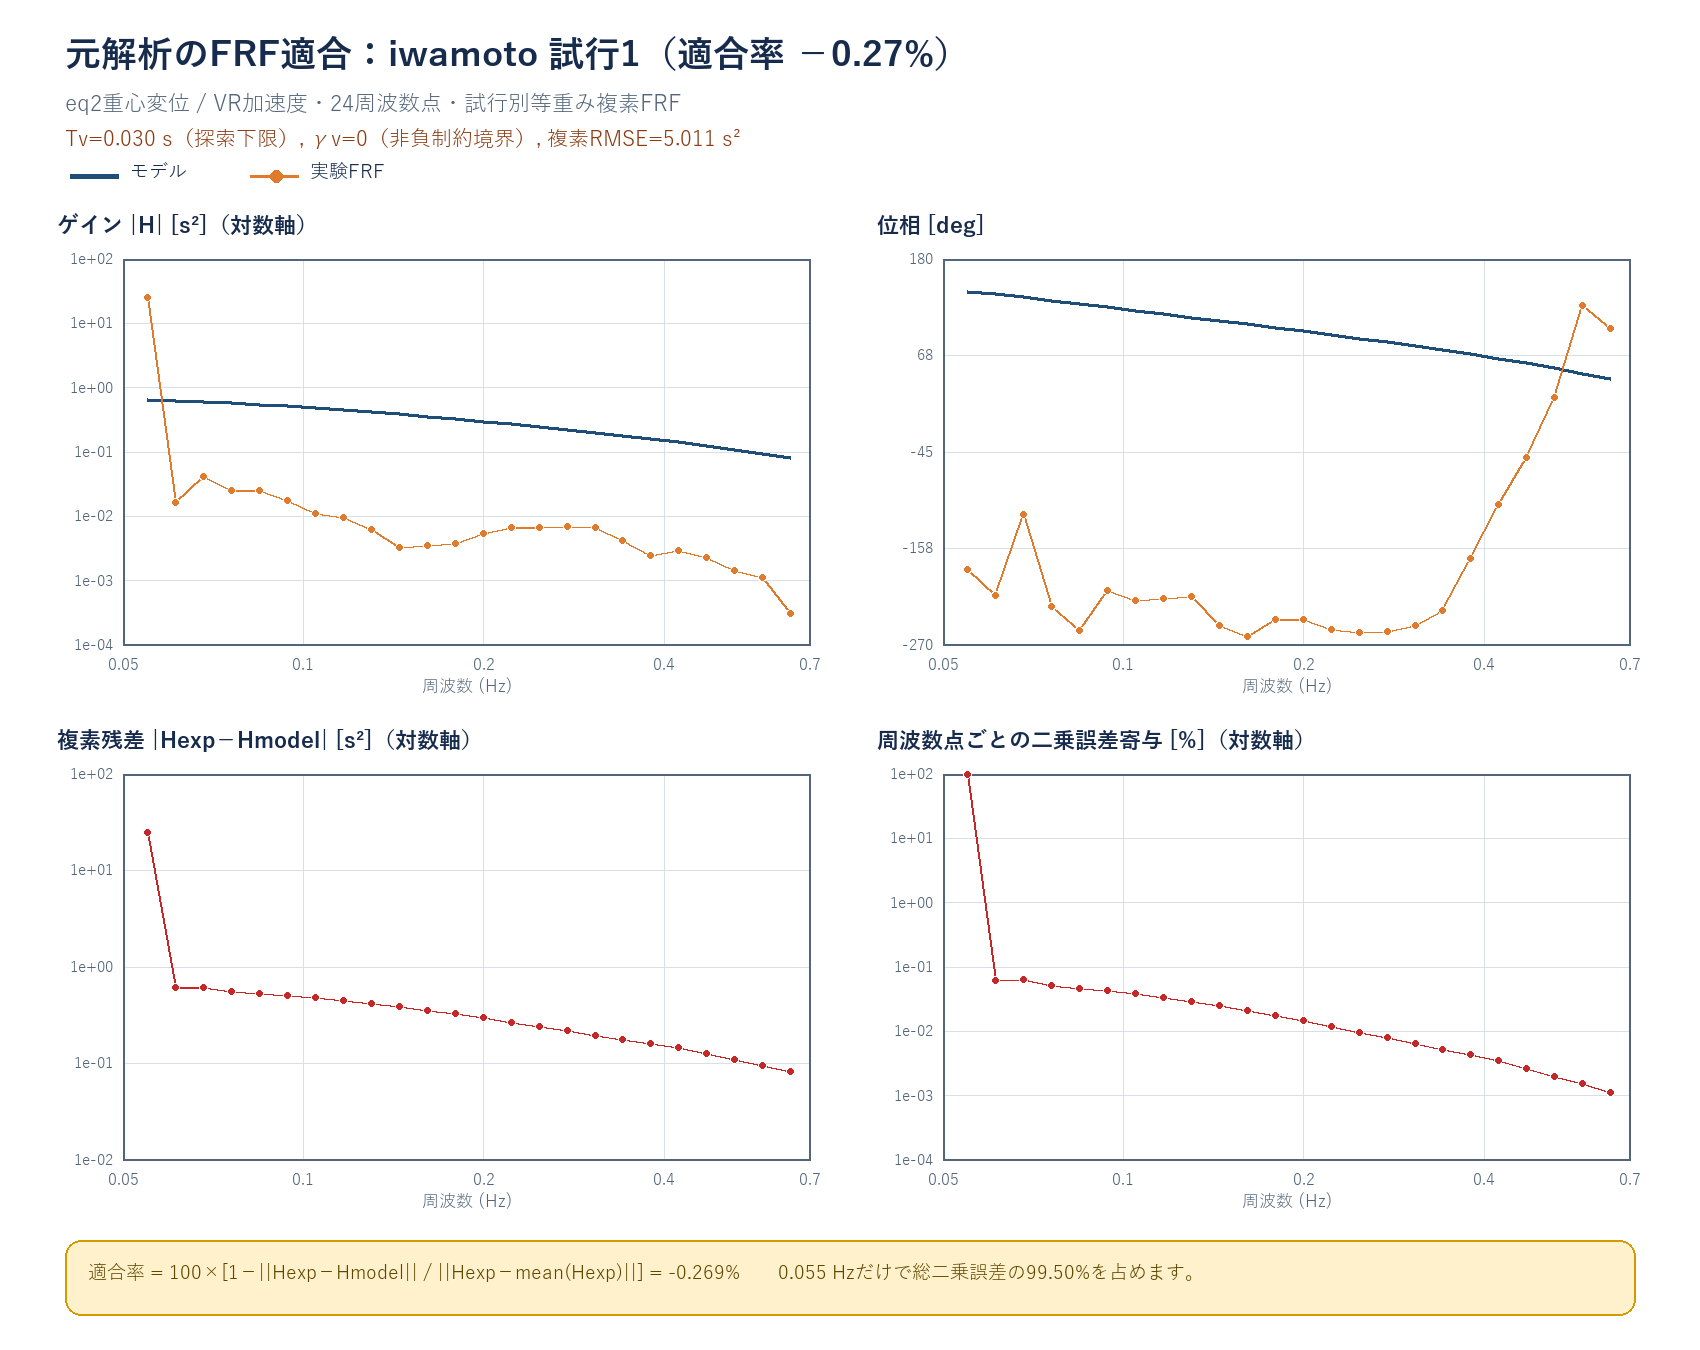 元解析のFRF適合：iwamoto 試行1（適合率 −0.27%）
eq2重心変位 / VR加速度・24周波数点・試行別等重み複素FRF
Tv=0.030 s（探索下限）, γv=0（非負制約境界）, 複素RMSE=5.011 s²
モデル 実験FRF
ゲイン |H| [s²]（対数軸）
1e+02
1e+01
1e+00
1e-01
1e-02
1e-03
1e-04
0.05 0.1 0.2 0.4 0.7
周波数 (Hz)
位相 [deg]
180
68
-45
-158
-270
0.05 0.1 0.2 0.4 0.7
周波数 (Hz)
複素残差 |Hexp−Hmodel| [s²]（対数軸）
1e+02
1e+01
1e+00
1e-01
1e-02
0.05 0.1 0.2 0.4 0.7
周波数 (Hz)
周波数点ごとの二乗誤差寄与 [%]（対数軸）
1e+02
1e+01
1e+00
1e-01
1e-02
1e-03
1e-04
0.05 0.1 0.2 0.4 0.7
周波数 (Hz)
適合率 = 100×[1−||Hexp−Hmodel|| / ||Hexp−mean(Hexp)||] = -0.269% 0.055 Hzだけで総二乗誤差の99.50%を占めます。